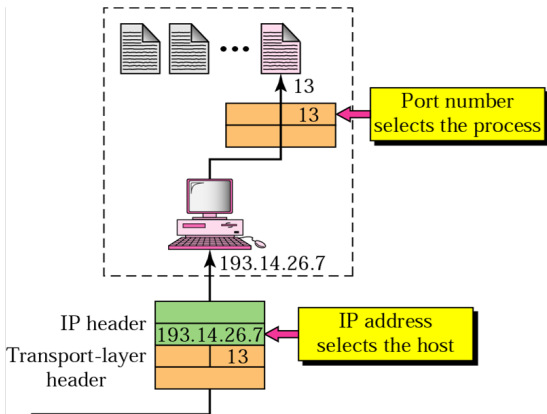 13
13
Port number
selects the process
193.14.26.7
IP header
193.14.26.7
IP address
selects the host
Transport-layer
header
13